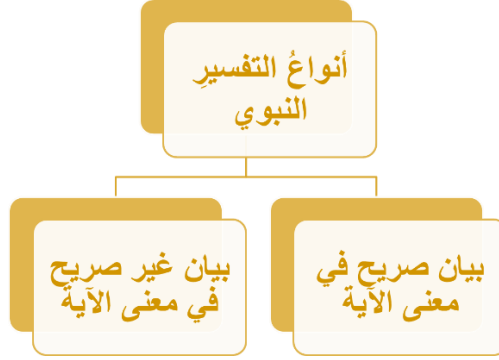 أنواعُ التفسيرِ
النبوي
بيان صريح في
معنى الآية
بيان غير صريح
في معنى الآية